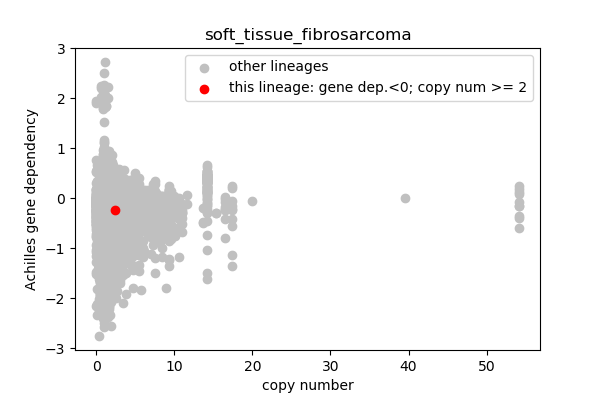 soft_tissue_fibrosarcoma
other lineages
this lineage: gene dep.<0; copy num >= 2
Achilles gene dependency
3
2
1
0
−1
−2
−3
0 10 20 30 40 50
copy number